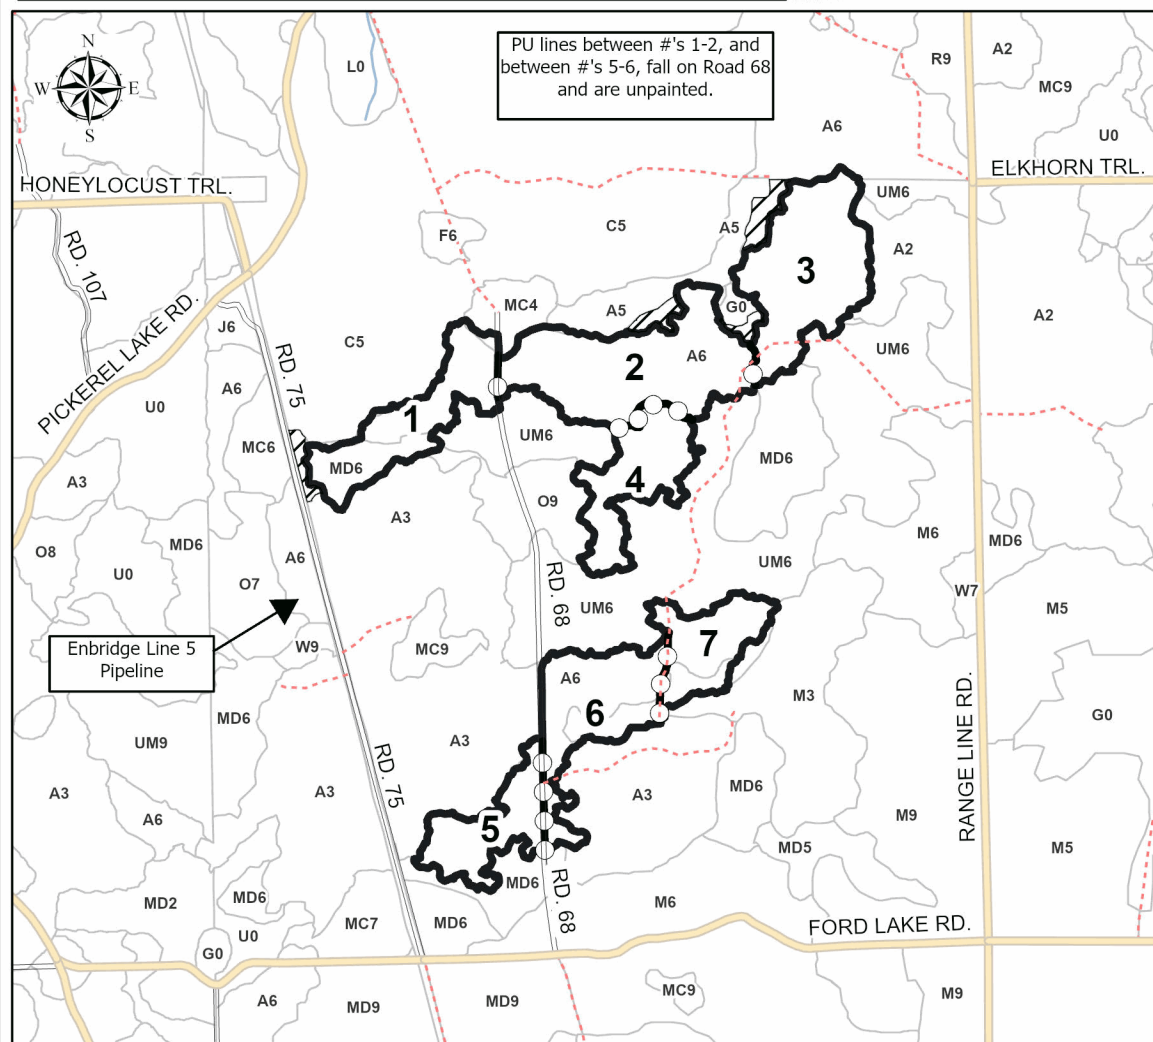 PU lines between #'s 1-2, and
between #'s 5-6, fall on Road 68
and are unpainted.
N
W E
S
L0
R9
A2
MC9
U0
A6
HONEYLOCUST TRL.
ELKHORN TRL.
UM6
F6
C5
A5
A2
RD. 107
3
MC4
A5
G0
A2
PICKEREL LAKE RD.
J6
C5
RD. 75
2
A6
UM6
A6
U0
1
MC6
UM6
MD6
MD6
A3
4
O9
A3
M6
O8
MD6
A6
MD6
U0
O7
RD. 68
UM6
UM6
W7
M5
Enbridge Line 5
Pipeline
W9
MC9
7
A6
M3
MD6
6
G0
UM9
A3
RD. 75
RANGE LINE RD.
A3
A3
A3
MD6
A6
5
M9
MD5
M5
MD6
RD. 68
MD2
MD6
MC7
MD6
M6
FORD LAKE RD.
U0
G0
A6
MD9
MD9
MC9
M9